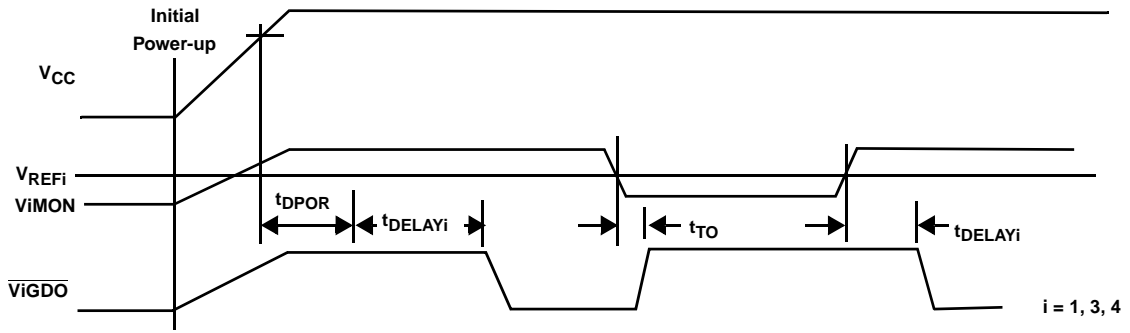 Initial
Power-up
VCC
VREFi
ViMON
tDPOR
tDELAYi
tTO
tDELAYi
ViGDO
i = 1, 3, 4